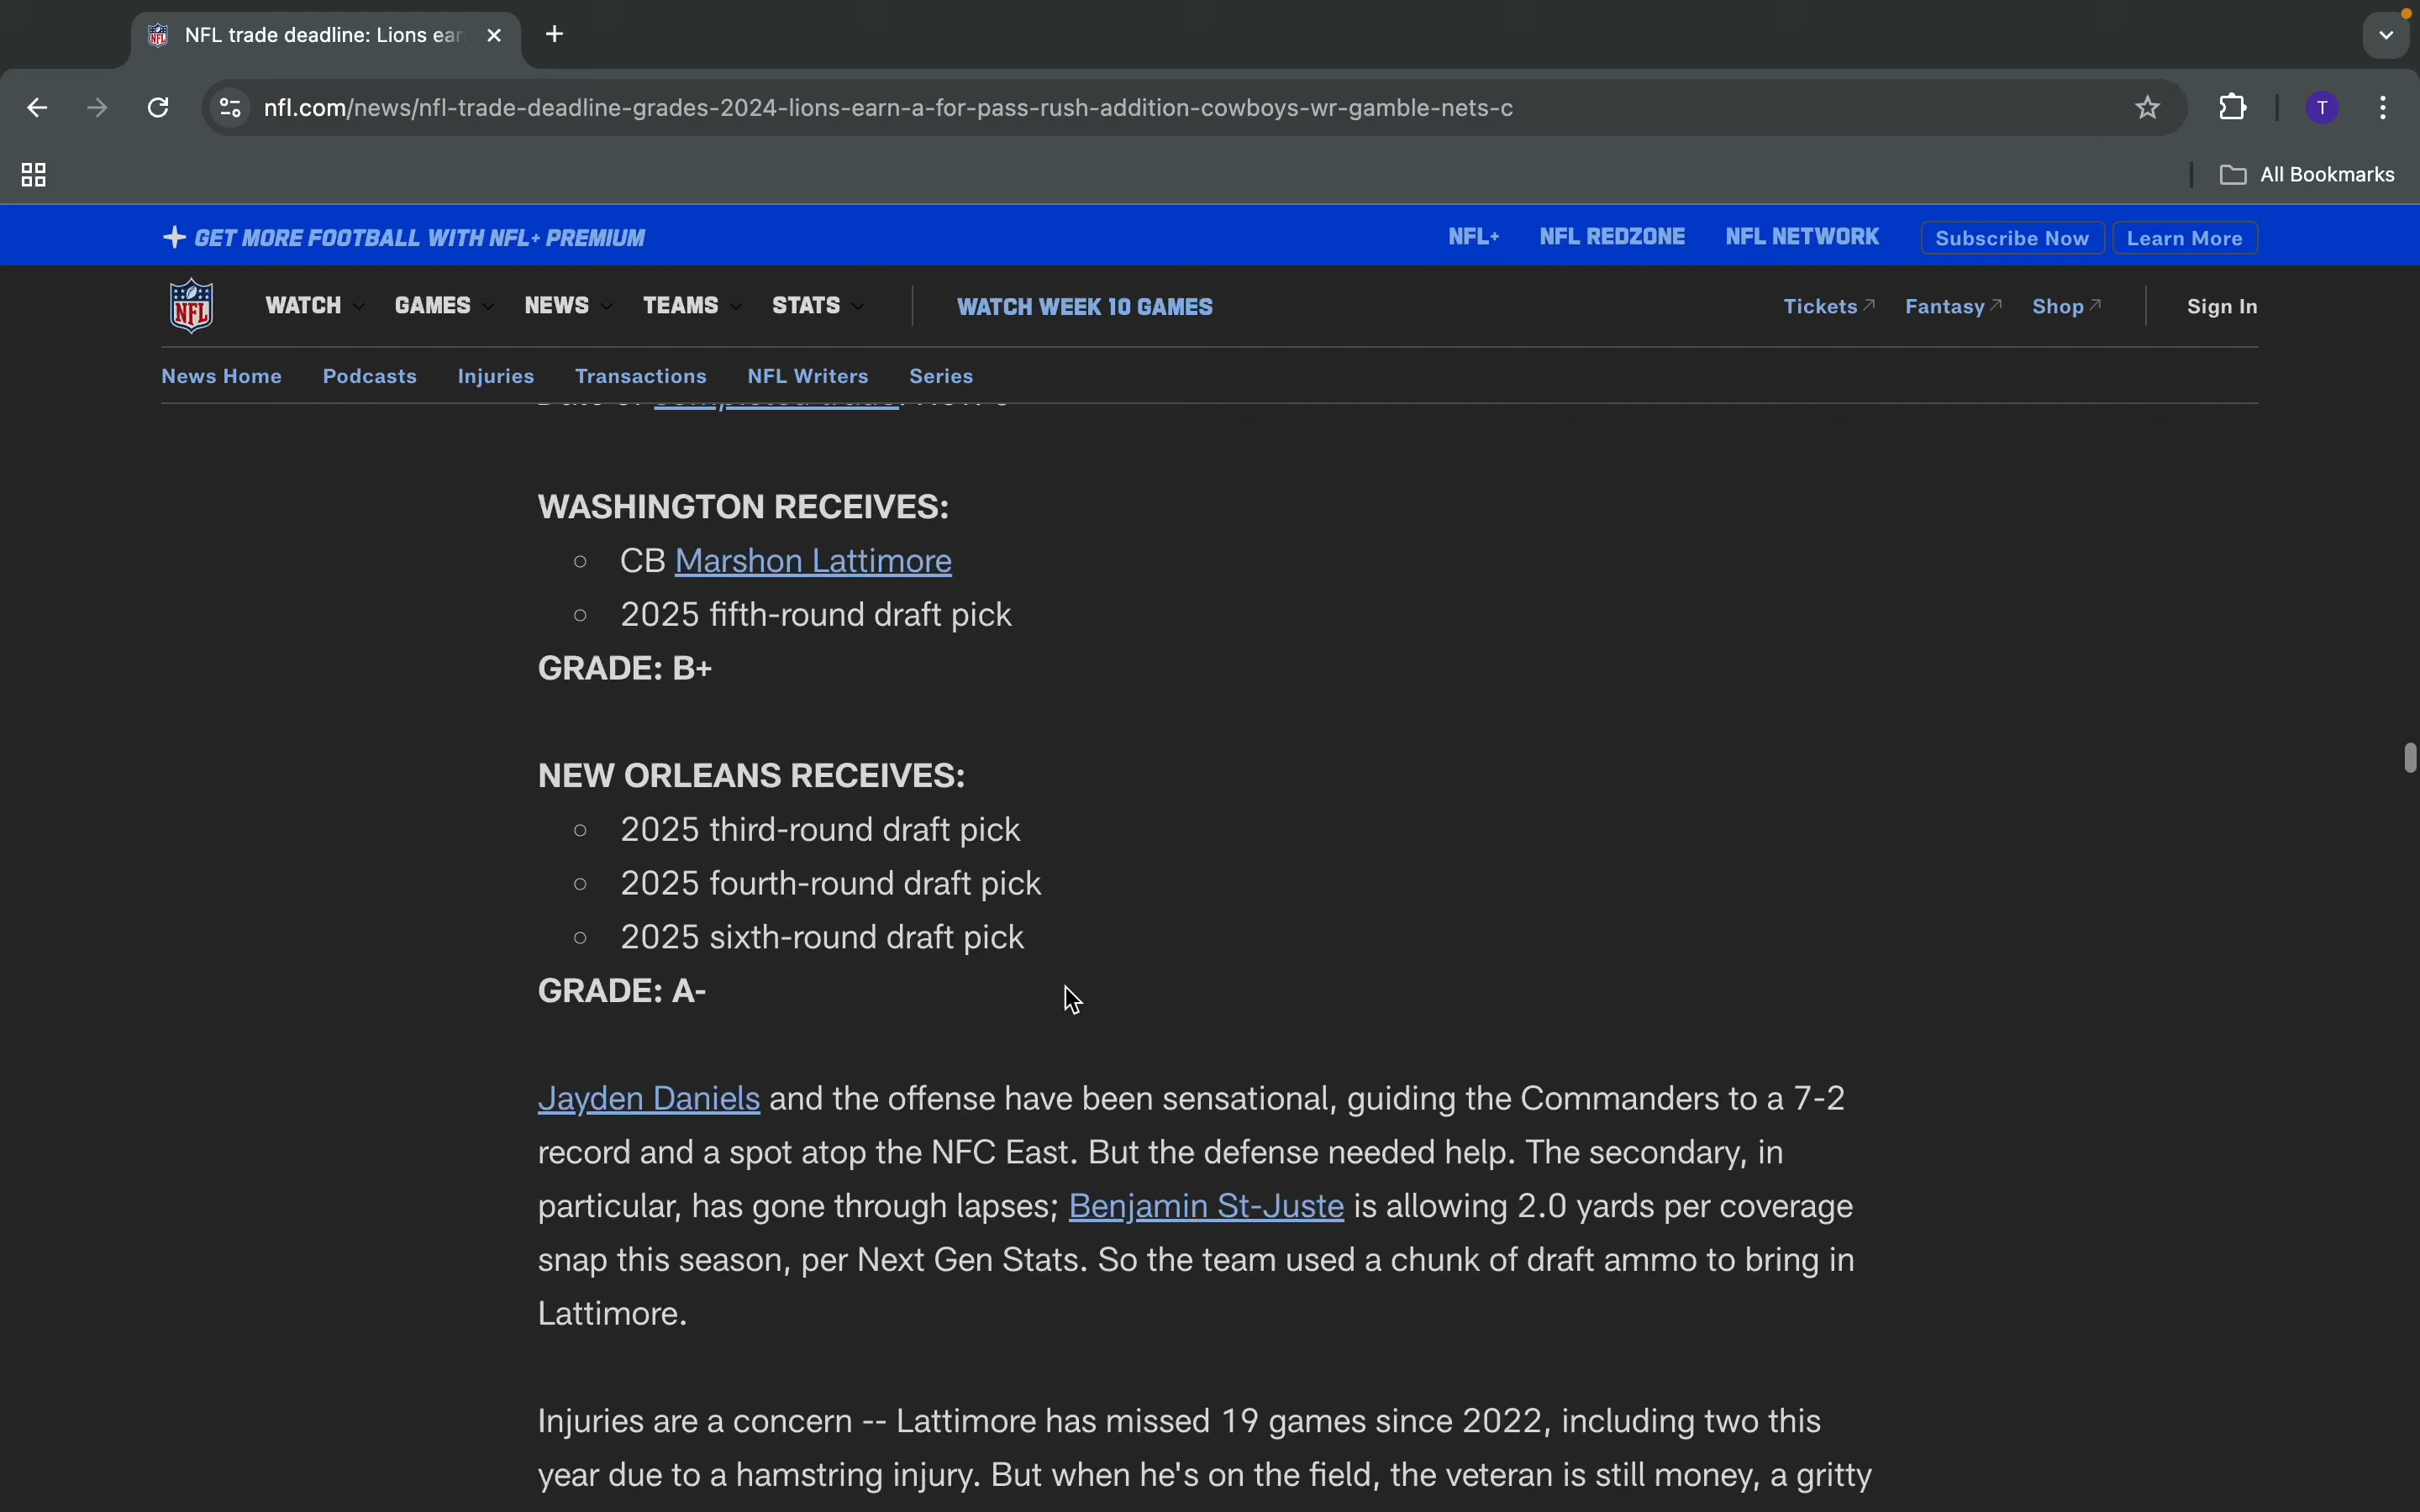 NFL trade deadline: Lions ear
nfl.com/news/nfl-trade-deadline-grades-2024-lions-earn-a-for-pass-rush-addition-cowboys-wr-gamble-nets-c
T
All Bookmarks
GET MORE FOOTBALL WITH NFL+ PREMIUM
NFL+ NFL REDZONE NFL NETWORK Subscribe Now Learn More
NFL WATCH GAMES NEWS TEAMS STATS WATCH WEEK 10 GAMES Tickets Fantasy Shop Sign In
News Home Podcasts Injuries Transactions NFL Writers Series
WASHINGTON RECEIVES:
CB Marshon Lattimore
2025 fifth-round draft pick
GRADE: B+
NEW ORLEANS RECEIVES:
2025 third-round draft pick
2025 fourth-round draft pick
2025 sixth-round draft pick
GRADE: A-
Jayden Daniels and the offense have been sensational, guiding the Commanders to a 7-2
record and a spot atop the NFC East. But the defense needed help. The secondary, in
particular, has gone through lapses; Benjamin St-Juste is allowing 2.0 yards per coverage
snap this season, per Next Gen Stats. So the team used a chunk of draft ammo to bring in
Lattimore.
Injuries are a concern -- Lattimore has missed 19 games since 2022, including two this
year due to a hamstring injury. But when he's on the field, the veteran is still money, a gritty